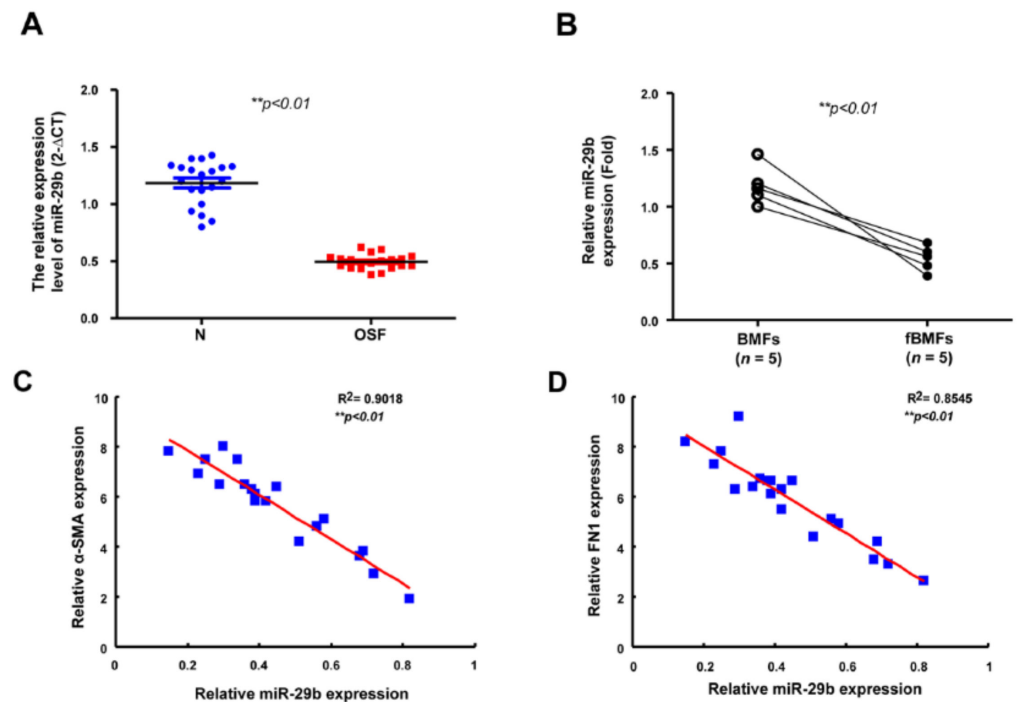 A
The relative expression
level of miR-29b (2-ΔCT)
2.0
1.5
1.0
0.5
0.0
**p<0.01
N
OSF
B
Relative miR-29b
expression (Fold)
2.0
1.5
1.0
0.5
0.0
**p<0.01
BMFs
(n = 5)
fBMFs
(n = 5)
C
Relative α-SMA expression
10
8
6
4
2
0
R²= 0.9018
**p<0.01
0
0.2
0.4
0.6
0.8
1
Relative miR-29b expression
D
Relative FN1 expression
10
8
6
4
2
0
R²= 0.8545
**p<0.01
0
0.2
0.4
0.6
0.8
1
Relative miR-29b expression